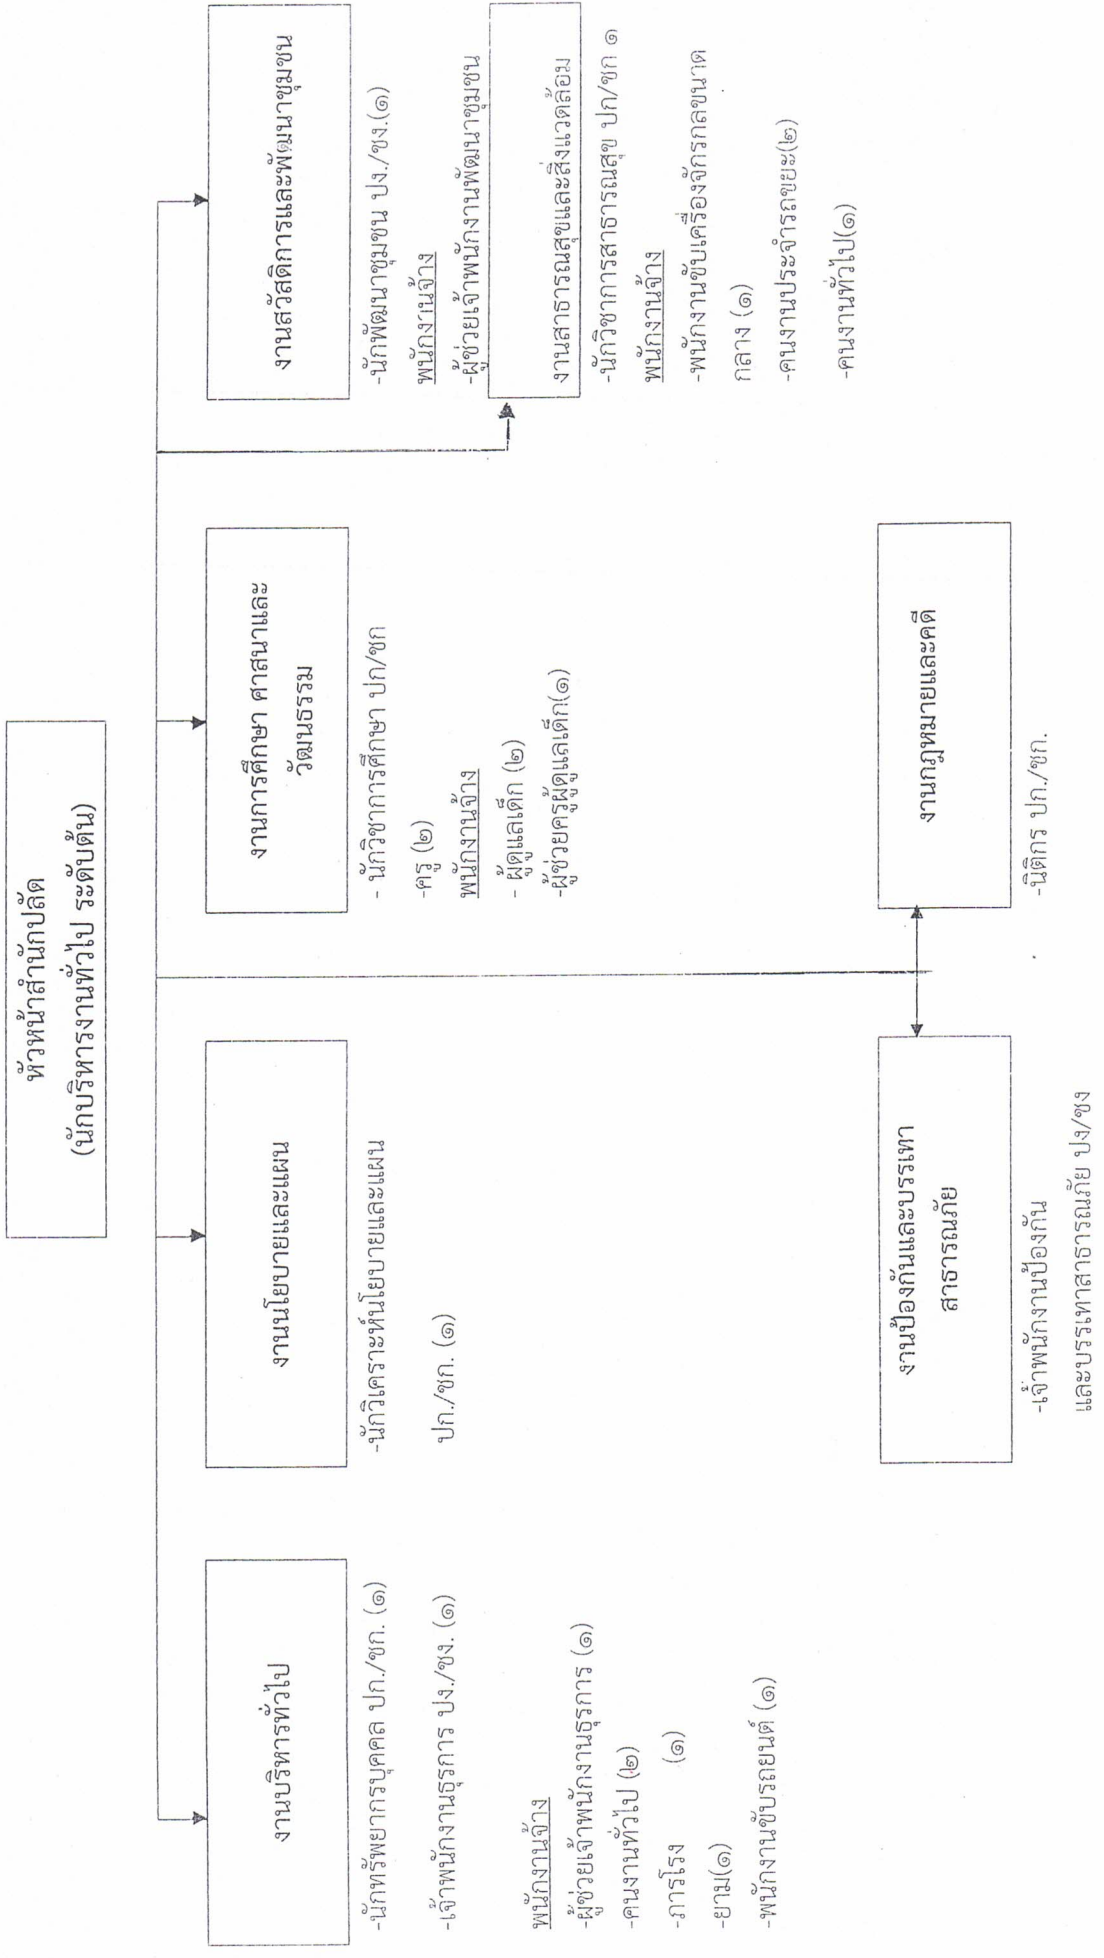 หัวหน้าสำนักปลัด
(นักบริหารงานทั่วไป ระดับต้น)
งานบริหารทั่วไป
-นักทรัพยากรบุคคล ปก./ชก. (๑)
-เจ้าพนักงานธุรการ ปง./ชง. (๑)
พนักงานจ้าง
-ผู้ช่วยเจ้าพนักงานธุรการ (๑)
-คนงานทั่วไป (๒)
-ภารโรง (๑)
-ยาม(๑)
-พนักงานขับรถยนต์ (๑)
งานนโยบายและแผน
-นักวิเคราะห์นโยบายและแผน
ปก./ชก. (๑)
งานการศึกษา ศาสนาและ
วัฒนธรรม
- นักวิชาการศึกษา ปก/ชก
-ครู (๒)
พนักงานจ้าง
- ผู้ดูแลเด็ก (๒)
-ผู้ช่วยครูผู้ดูแลเด็ก(๑)
งานสวัสดิการและพัฒนาชุมชน
-นักพัฒนาชุมชน ปง./ชง.(๑)
พนักงานจ้าง
-ผู้ช่วยเจ้าพนักงานพัฒนาชุมชน
งานสาธารณสุขและสิ่งแวดล้อม
-นักวิชาการสาธารณสุข ปก/ชก ๑
พนักงานจ้าง
-พนักงานขับเครื่องจักรกลขนาด
กลาง (๑)
-คนงานประจำรถขยะ(๒)
-คนงานทั่วไป(๑)
งานป้องกันและบรรเทา
สาธารณภัย
-เจ้าพนักงานป้องกัน
และบรรเทาสาธารณภัย ปง/ชง
งานกฎหมายและคดี
-นิติกร ปก./ชก.